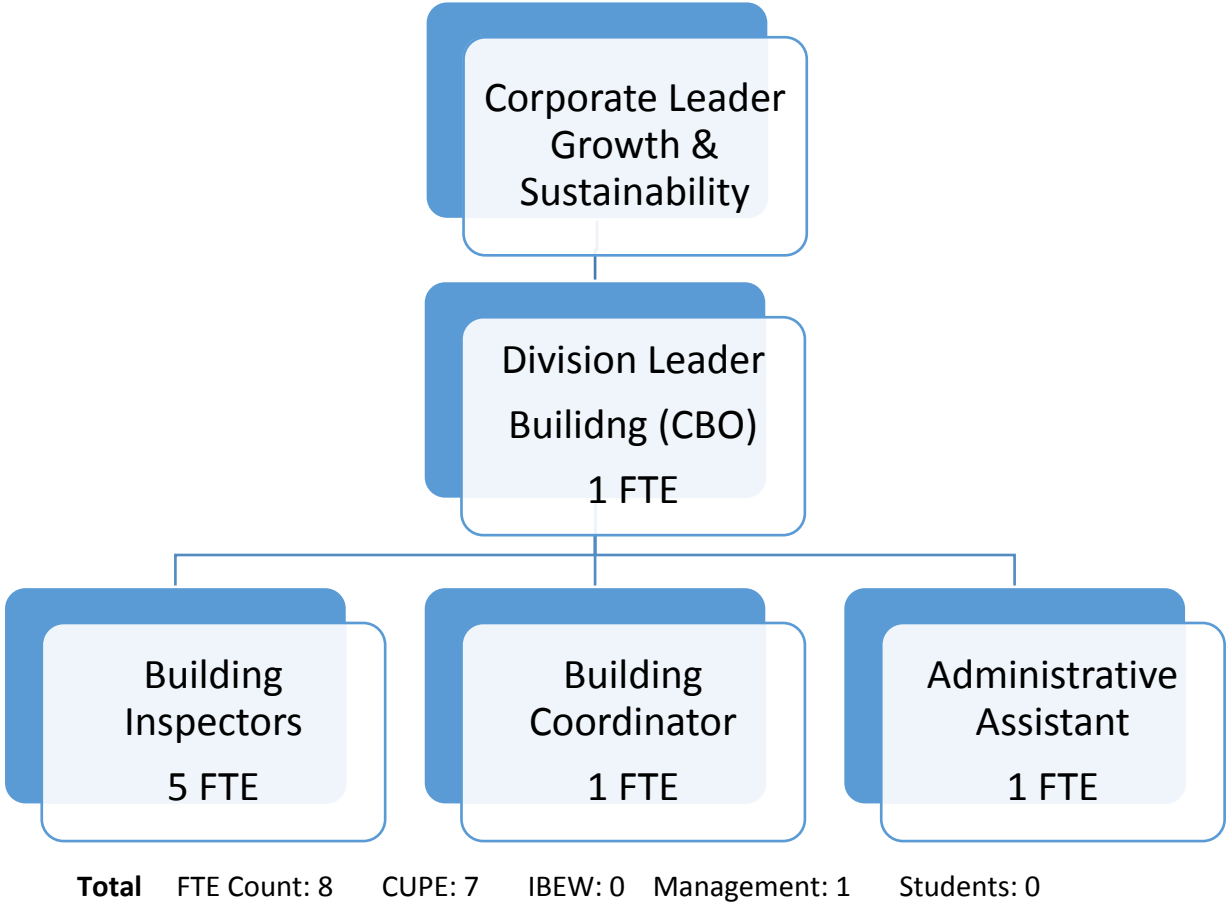 Corporate Leader
Growth &
Sustainability
Division Leader
Builidng (CBO)
1 FTE
Building
Inspectors
5 FTE
Building
Coordinator
1 FTE
Administrative
Assistant
1 FTE
Total FTE Count: 8 CUPE: 7 IBEW: 0 Management: 1 Students: 0